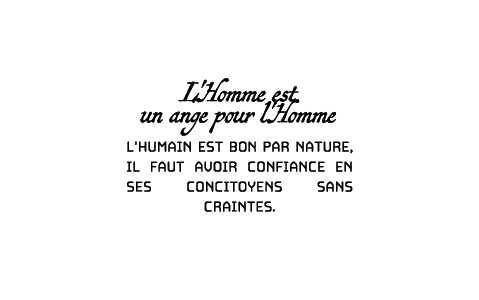 L'Homme est
un ange pour l'Homme
L'HUMAIN EST BON PAR NATURE,
IL FAUT AVOIR CONFIANCE EN
SES CONCITOYENS SANS
CRAINTES.